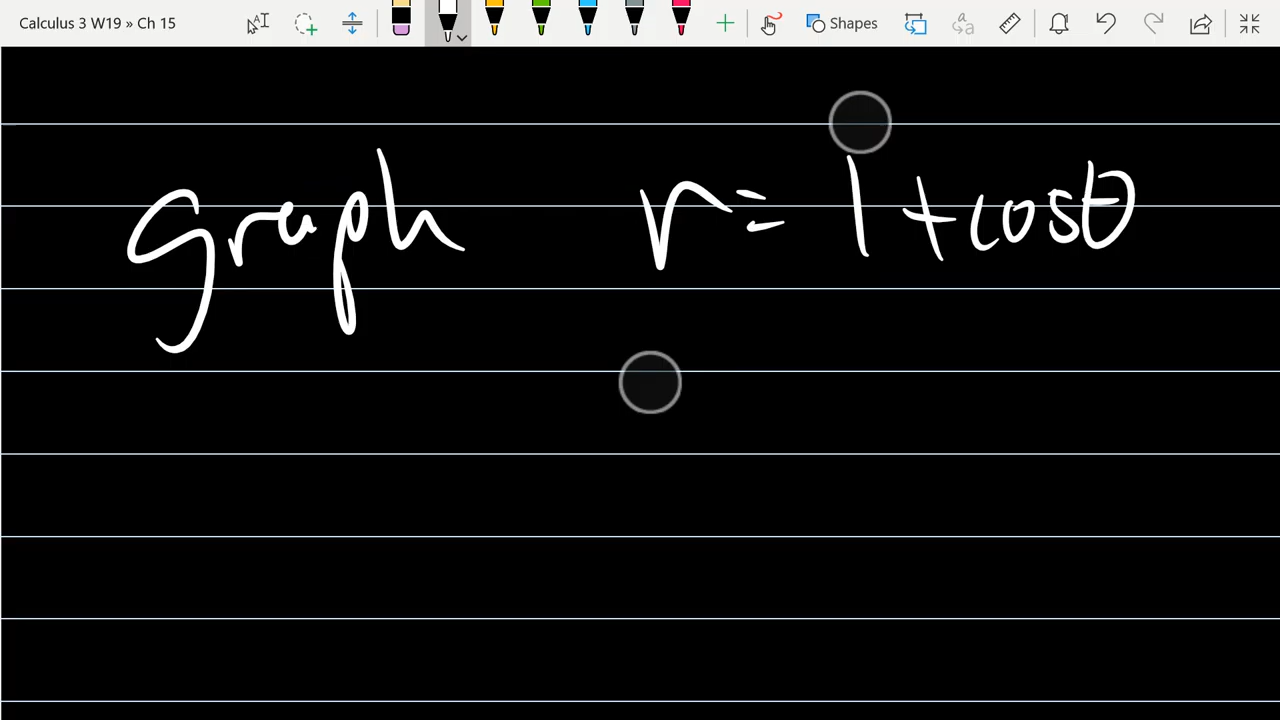 Calculus 3 W19 » Ch 15
Shapes
graph r = 1 + cosθ